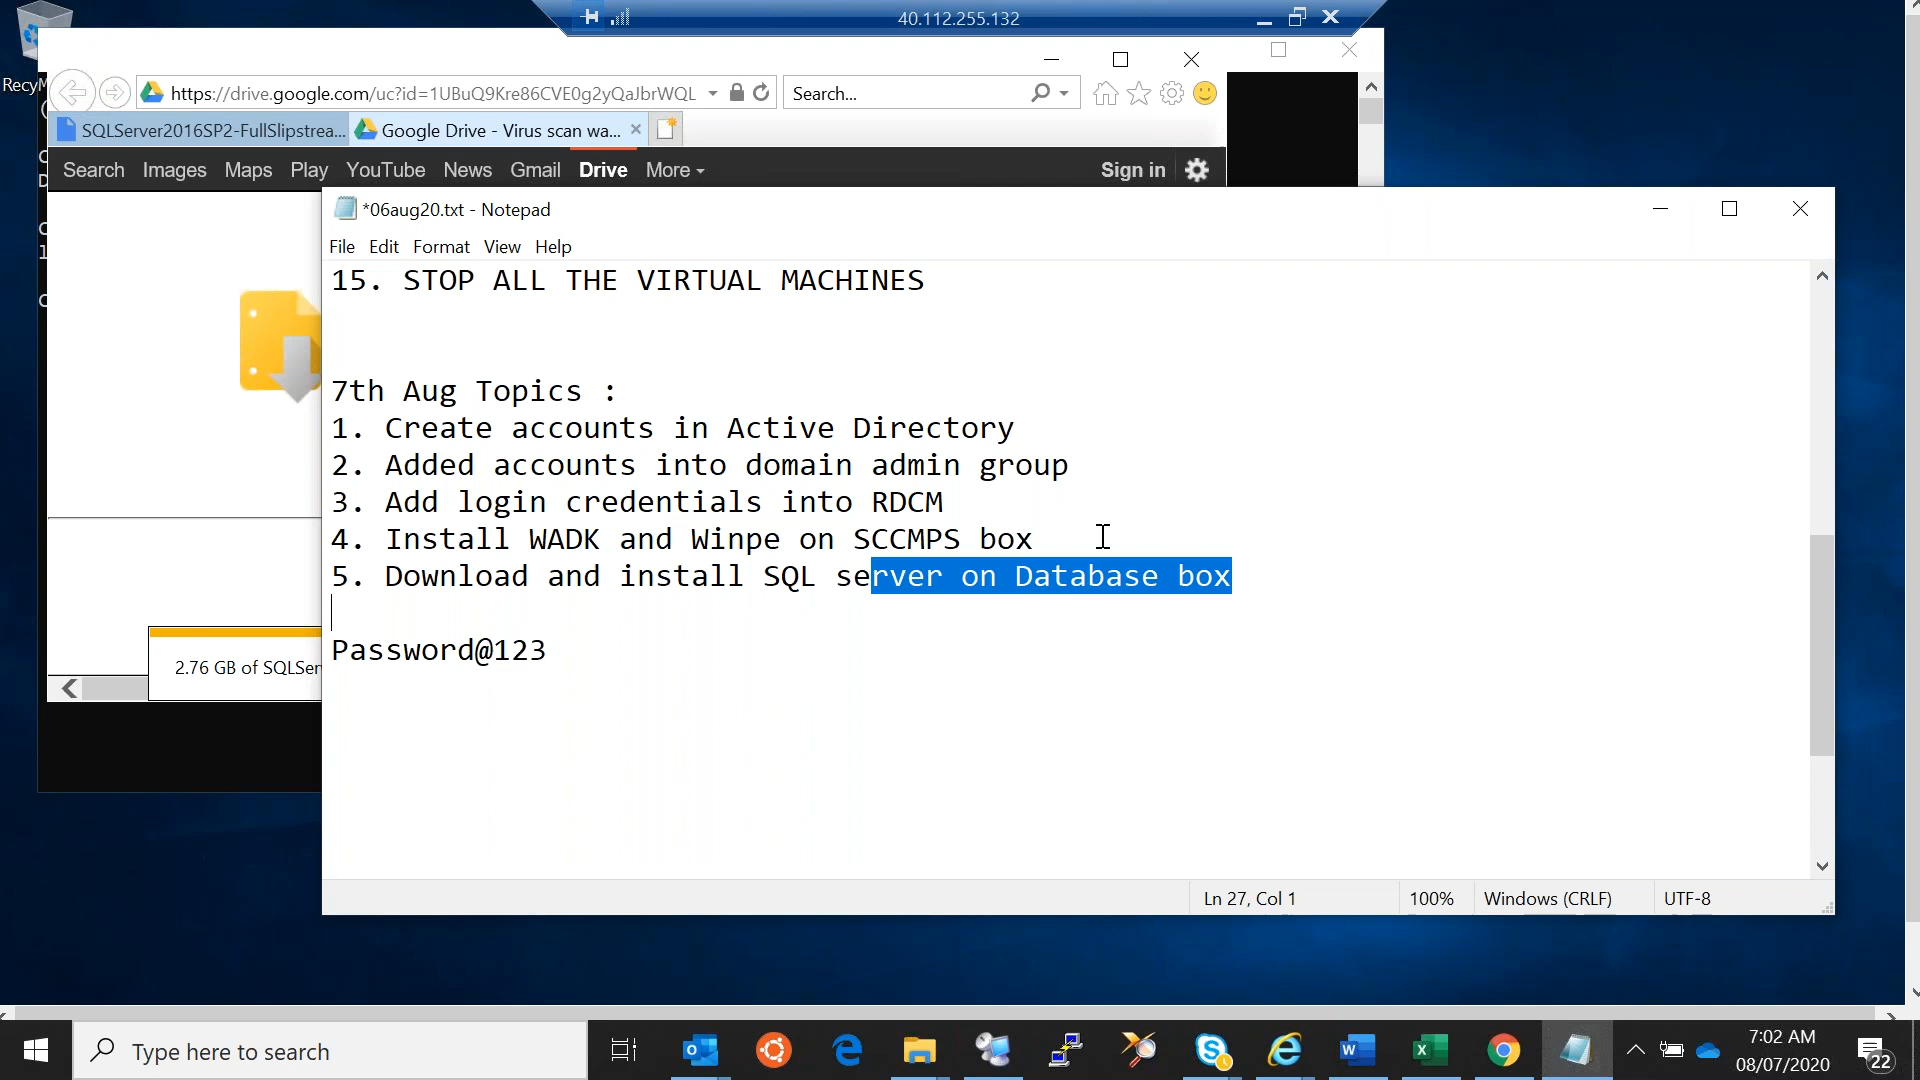 40.112.255.132
Recy
https://drive.google.com/uc?id=1UBuQ9Kre86CVE0g2yQaJbrWQL
Search...
SQLServer2016SP2-FullSlipstrea...
Google Drive - Virus scan wa...
Search Images Maps Play YouTube News Gmail Drive More
Sign in
*06aug20.txt - Notepad
File Edit Format View Help
15. STOP ALL THE VIRTUAL MACHINES
7th Aug Topics :
1. Create accounts in Active Directory
2. Added accounts into domain admin group
3. Add login credentials into RDCM
4. Install WADK and Winpe on SCCMPS box
5. Download and install SQL server on Database box
Password@123
2.76 GB of SQLSer
Ln 27, Col 1
100%
Windows (CRLF)
UTF-8
Type here to search
7:02 AM
08/07/2020
22